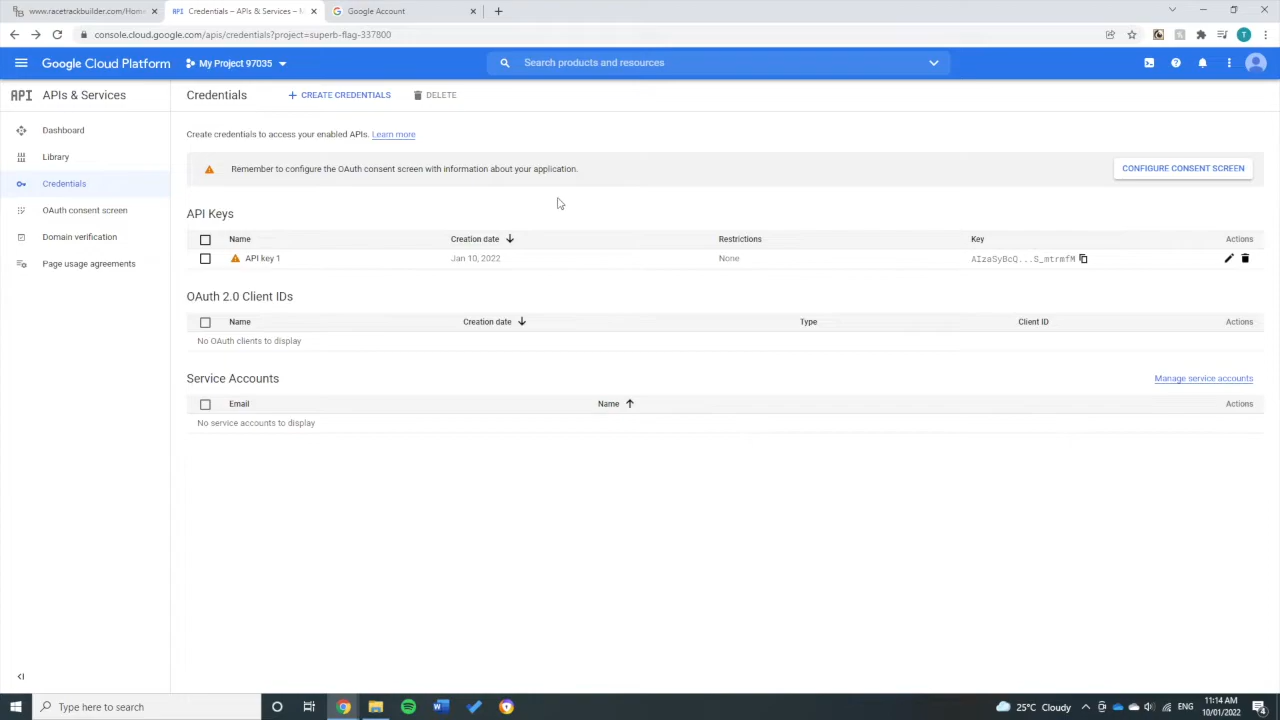 www.racetrackbuilder.com/Home
Credentials – APIs & Services –
Google Account
console.cloud.google.com/apis/credentials?project=superb-flag-337800
T
Google Cloud Platform
My Project 97035
Search products and resources
API APIs & Services
Credentials
CREATE CREDENTIALS
DELETE
Dashboard
Library
Credentials
OAuth consent screen
Domain verification
Page usage agreements
Create credentials to access your enabled APIs. Learn more
Remember to configure the OAuth consent screen with information about your application.
CONFIGURE CONSENT SCREEN
API Keys
Name Creation date Restrictions Key Actions
API key 1 Jan 10, 2022 None AIzaSyBcQ...S_mtrmfM
OAuth 2.0 Client IDs
Name Creation date Type Client ID Actions
No OAuth clients to display
Service Accounts
Manage service accounts
Email Name Actions
No service accounts to display
Type here to search
25°C Cloudy
ENG
11:14 AM
10/01/2022